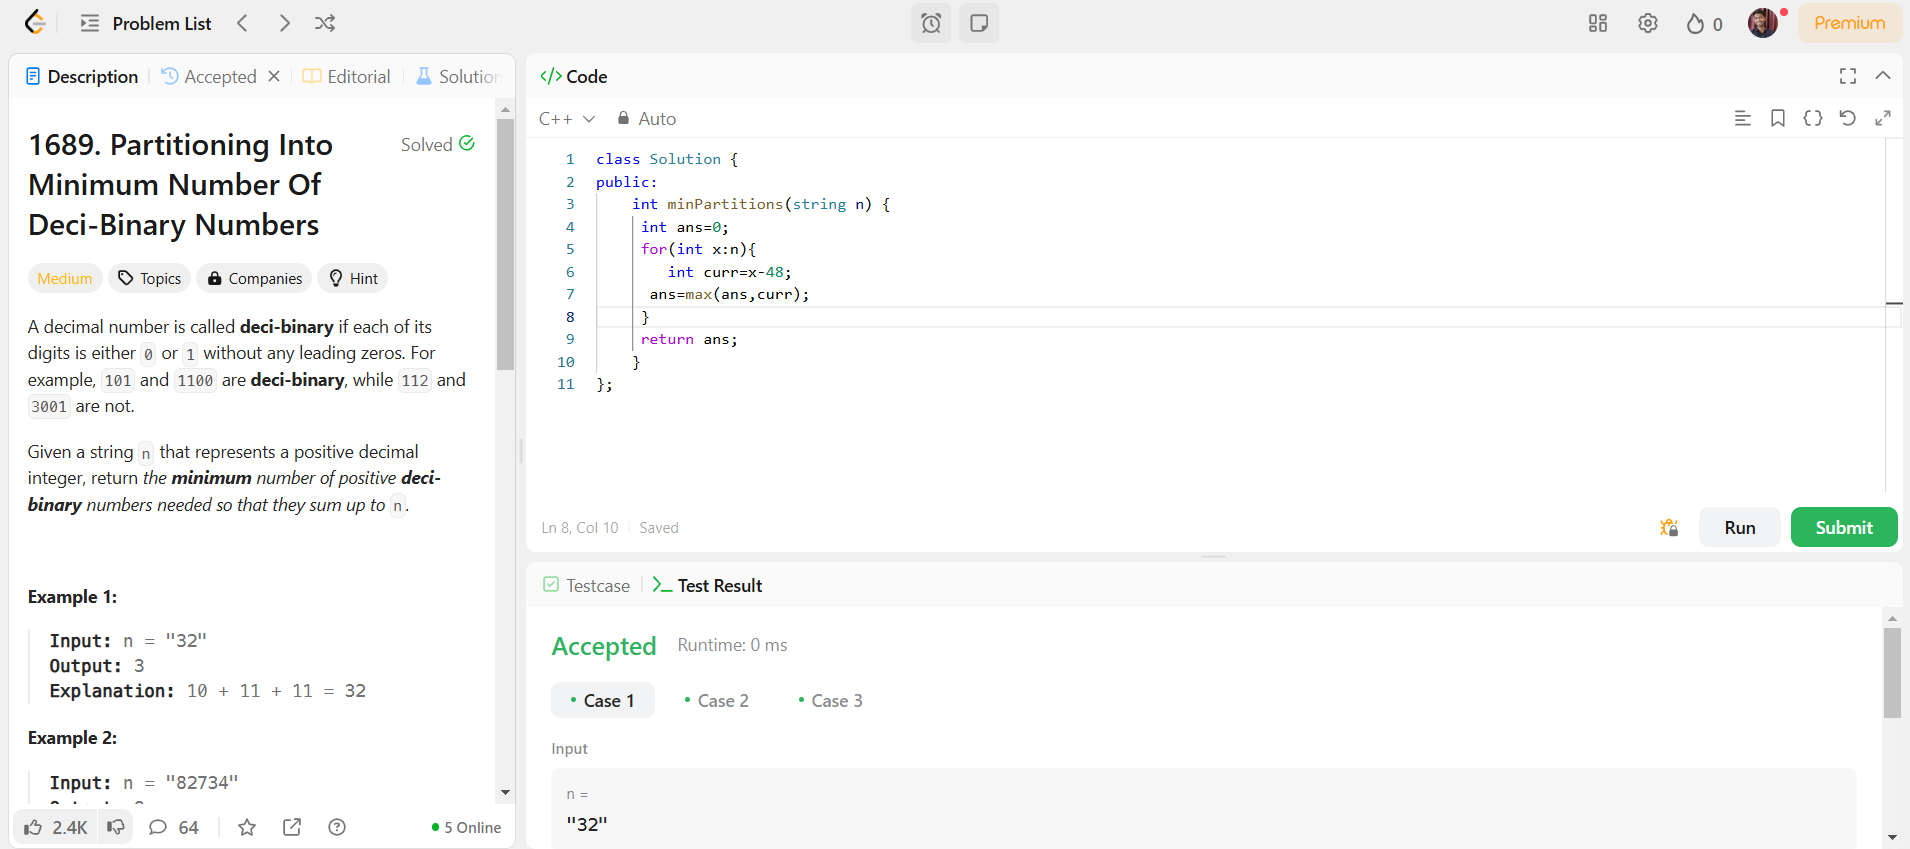 Problem List
0
Premium
Description
Accepted
Editorial
Solution
1689. Partitioning Into
Minimum Number Of
Deci-Binary Numbers
Solved
Medium
Topics
Companies
Hint
A decimal number is called deci-binary if each of its
digits is either 0 or 1 without any leading zeros. For
example, 101 and 1100 are deci-binary, while 112 and
3001 are not.
Given a string n that represents a positive decimal
integer, return the minimum number of positive deci-
binary numbers needed so that they sum up to n.
Example 1:
Input: n = "32"
Output: 3
Explanation: 10 + 11 + 11 = 32
Example 2:
Input: n = "82734"
2.4K
64
5 Online
</> Code
C++
Auto
1 class Solution {
2 public:
3 int minPartitions(string n) {
4 int ans=0;
5 for(int x:n){
6 int curr=x-48;
7 ans=max(ans,curr);
8 }
9 return ans;
10 }
11 };
Ln 8, Col 10
Saved
Run
Submit
Testcase
Test Result
Accepted
Runtime: 0 ms
Case 1
Case 2
Case 3
Input
n =
"32"